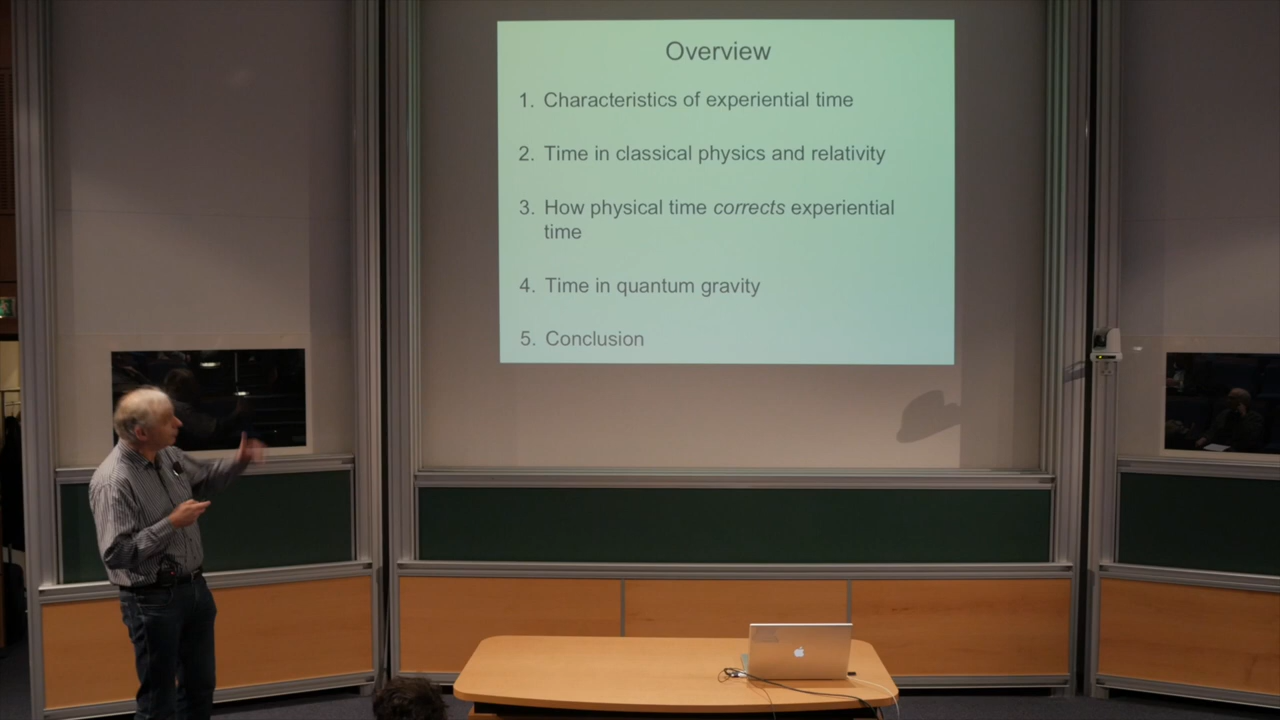 Overview
1. Characteristics of experiential time
2. Time in classical physics and relativity
3. How physical time corrects experiential
time
4. Time in quantum gravity
5. Conclusion